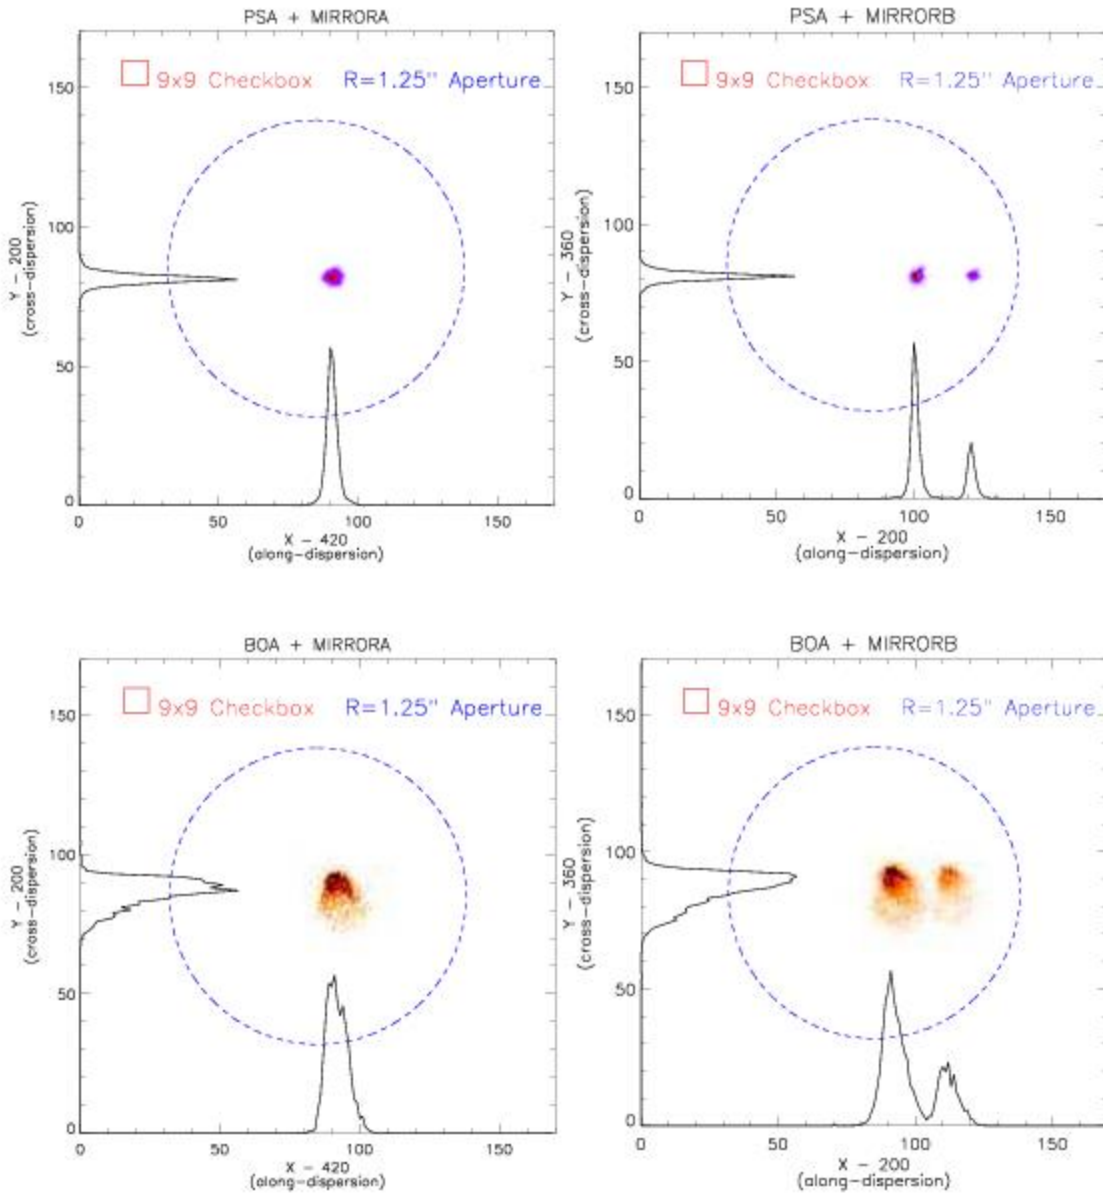 PSA + MIRRORA
9x9 Checkbox R=1.25" Aperture
150
100
50
0
Y - 200
(cross-dispersion)
0 50 100 150
X - 420
(along-dispersion)
PSA + MIRRORB
9x9 Checkbox R=1.25" Aperture
150
100
50
0
Y - 360
(cross-dispersion)
0 50 100 150
X - 200
(along-dispersion)
BOA + MIRRORA
9x9 Checkbox R=1.25" Aperture
150
100
50
0
Y - 200
(cross-dispersion)
0 50 100 150
X - 420
(along-dispersion)
BOA + MIRRORB
9x9 Checkbox R=1.25" Aperture
150
100
50
0
Y - 360
(cross-dispersion)
0 50 100 150
X - 200
(along-dispersion)